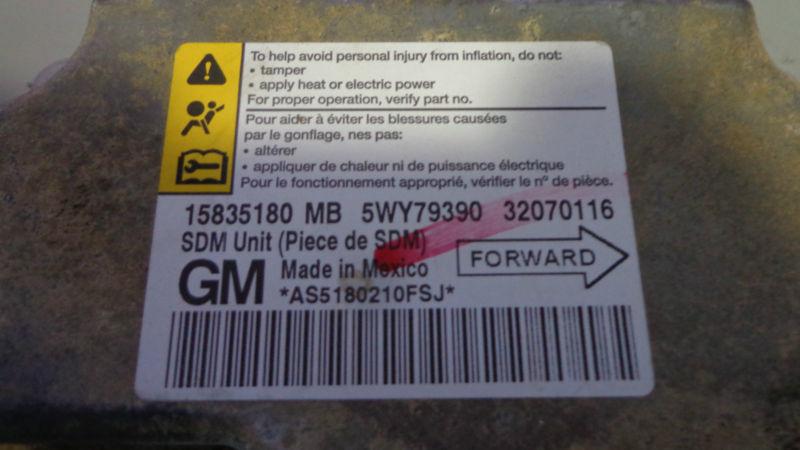 To help avoid personal injury from inflation, do not:
• tamper
• apply heat or electric power
For proper operation, verify part no.
Pour aider à éviter les blessures causées
par le gonflage, nes pas:
• altérer
• appliquer de chaleur ni de puissance électrique
Pour le fonctionnement approprié, vérifier le nº de pièce.
15835180 MB 5WY79390 32070116
SDM Unit (Piece de SDM)
GM Made in Mexico
FORWARD
*AS5180210FSJ*